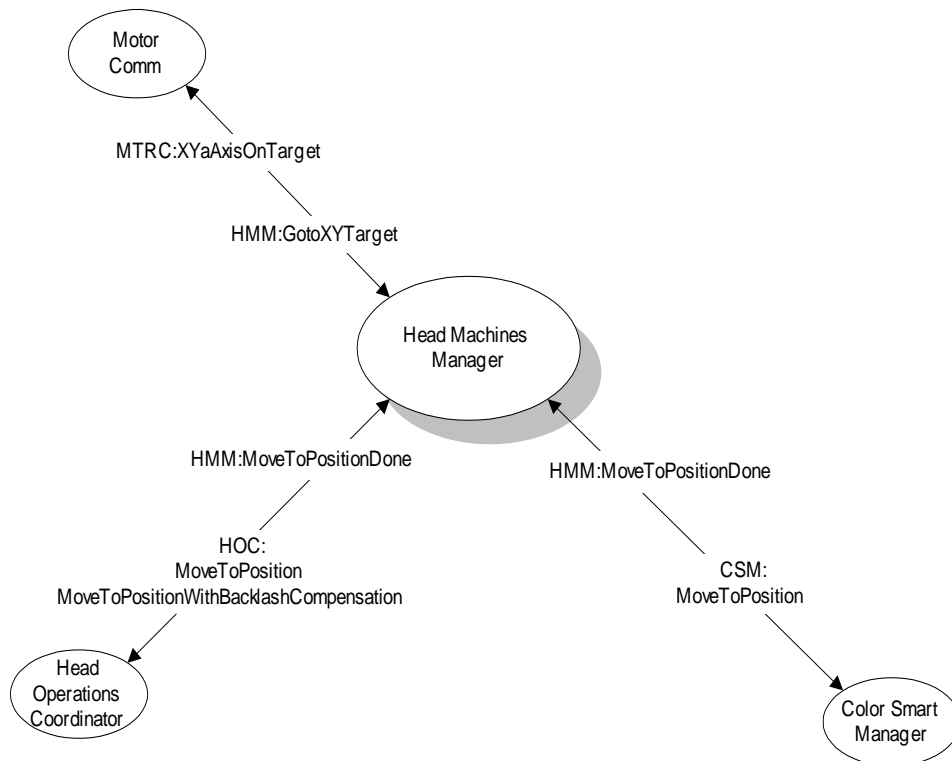 Motor
Comm
MTRC:XYaAxisOnTarget
HMM:GotoXYTarget
Head Machines
Manager
HMM:MoveToPositionDone
HMM:MoveToPositionDone
HOC:
MoveToPosition
MoveToPositionWithBacklashCompensation
CSM:
MoveToPosition
Head
Operations
Coordinator
Color Smart
Manager